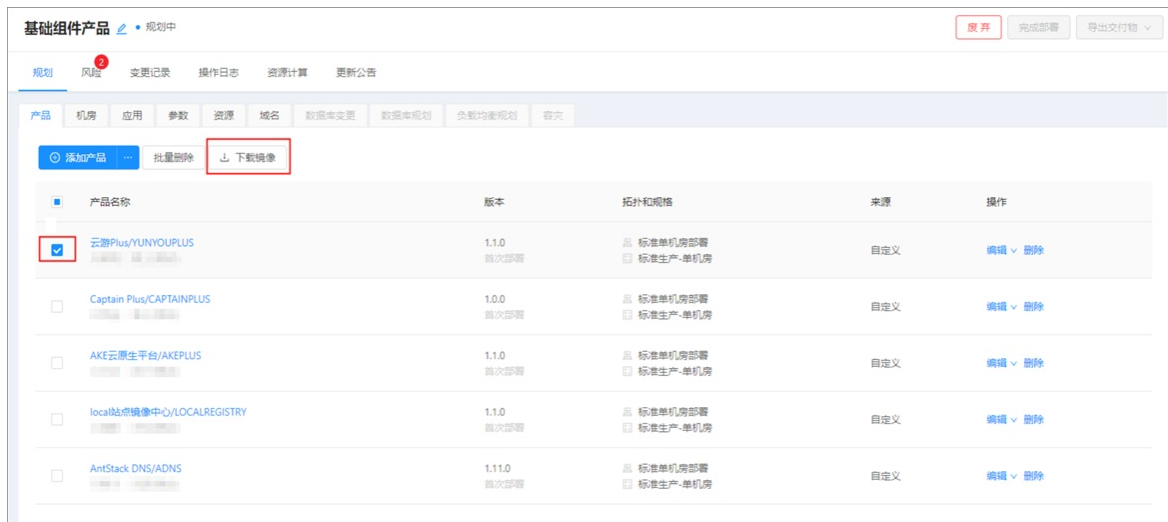 基础组件产品 规划中 废弃 完成部署 导出交付物
规划 风险 2 变更记录 操作日志 资源计算 更新公告
产品 机房 应用 参数 资源 域名 数据库变更 数据库规划 负载均衡规划 容灾
添加产品 ... 批量删除 下载镜像
产品名称 版本 拓扑和规格 来源 操作
云游Plus/YUNYOUPLUS 1.1.0 标准单机房部署 自定义 编辑 删除
首次部署 标准生产-单机房
Captain Plus/CAPTAINPLUS 1.0.0 标准单机房部署 自定义 编辑 删除
首次部署 标准生产-单机房
AKE云原生平台/AKEPLUS 1.1.0 标准单机房部署 自定义 编辑 删除
首次部署 标准生产-单机房
local站点镜像中心/LOCALREGISTRY 1.1.0 标准单机房部署 自定义 编辑 删除
首次部署 标准生产-单机房
AntStack DNS/ADNS 1.11.0 标准单机房部署 自定义 编辑 删除
首次部署 标准生产-单机房